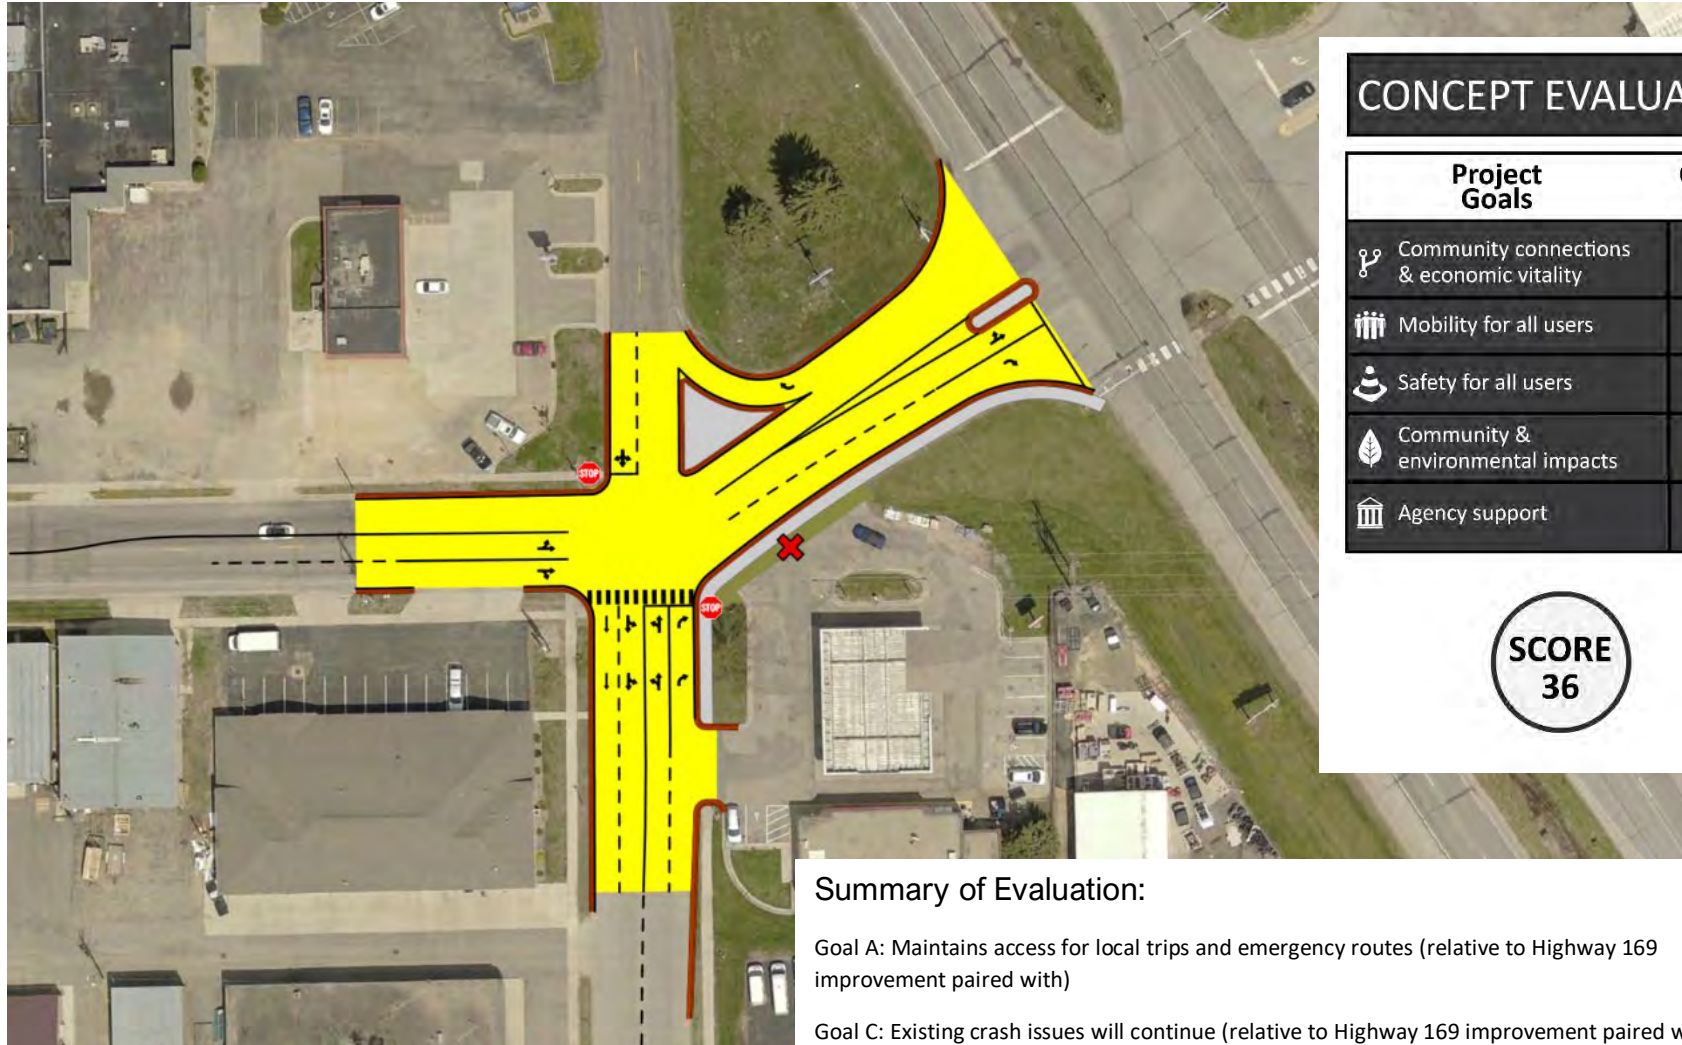 CONCEPT EVALUA
Project
Goals
Community connections
& economic vitality
Mobility for all users
Safety for all users
Community &
environmental impacts
Agency support
SCORE
36
STOP
STOP
Summary of Evaluation:
Goal A: Maintains access for local trips and emergency routes (relative to Highway 169
improvement paired with)
Goal C: Existing crash issues will continue (relative to Highway 169 improvement paired w